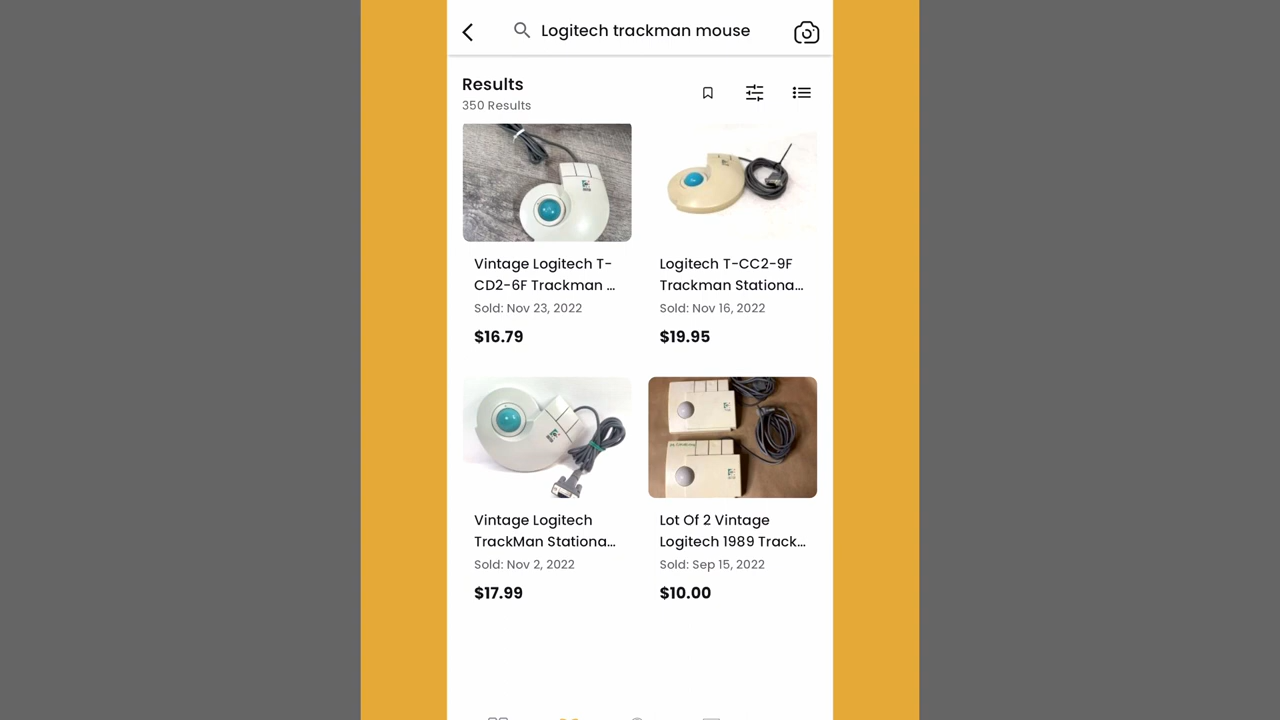 Logitech trackman mouse
Results
350 Results
Vintage Logitech T-
CD2-6F Trackman ...
Sold: Nov 23, 2022
$16.79
Logitech T-CC2-9F
Trackman Stationa...
Sold: Nov 16, 2022
$19.95
Vintage Logitech
TrackMan Stationa...
Sold: Nov 2, 2022
$17.99
Lot Of 2 Vintage
Logitech 1989 Track...
Sold: Sep 15, 2022
$10.00